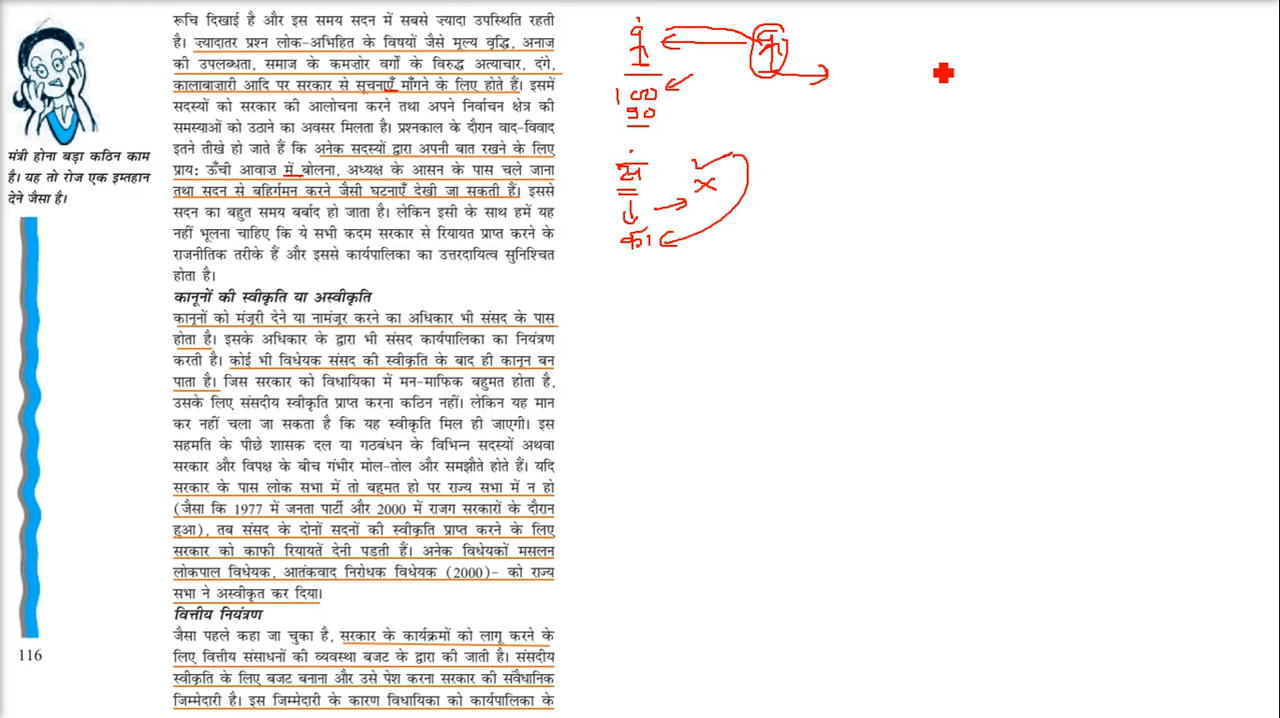 रूचि दिखाई है और इस समय सदन में सबसे ज़्यादा उपस्थिति रहती
है। ज़्यादातर प्रश्न लोक-अभिहित के विषयों जैसे मूल्य वृद्धि, अनाज
की उपलब्धता, समाज के कमज़ोर वर्गों के विरुद्ध अत्याचार, दंगे,
कालाबाज़ारी आदि पर सरकार से सूचनाएँ माँगने के लिए होते हैं। इसमें
सदस्यों को सरकार की आलोचना करने तथा अपने निर्वाचन क्षेत्र की
समस्याओं को उठाने का अवसर मिलता है। प्रश्नकाल के दौरान वाद-विवाद
इतने तीखे हो जाते हैं कि अनेक सदस्यों द्वारा अपनी बात रखने के लिए
प्राय: ऊँची आवाज़ में बोलना, अध्यक्ष के आसन के पास चले जाना
तथा सदन से बहिर्गमन करने जैसी घटनाएँ देखी जा सकती हैं। इससे
सदन का बहुत समय बर्बाद हो जाता है। लेकिन इसी के साथ हमें यह
नहीं भूलना चाहिए कि ये सभी कदम सरकार से रियायत प्राप्त करने के
राजनीतिक तरीके हैं और इससे कार्यपालिका का उत्तरदायित्व सुनिश्चित
होता है।
कानूनों की स्वीकृति या अस्वीकृति
कानूनों को मंजूरी देने या नामंजूर करने का अधिकार भी संसद के पास
होता है। इसके अधिकार के द्वारा भी संसद कार्यपालिका का नियंत्रण
करती है। कोई भी विधेयक संसद की स्वीकृति के बाद ही कानून बन
पाता है। जिस सरकार को विधायिका में मन-माफिक बहुमत होता है,
उसके लिए संसदीय स्वीकृति प्राप्त करना कठिन नहीं। लेकिन यह मान
कर नहीं चला जा सकता है कि यह स्वीकृति मिल ही जाएगी। इस
सहमति के पीछे शासक दल या गठबंधन के विभिन्न सदस्यों अथवा
सरकार और विपक्ष के बीच गंभीर मोल-तोल और समझौते होते हैं। यदि
सरकार के पास लोक सभा में तो बहुमत हो पर राज्य सभा में न हो
(जैसा कि 1977 में जनता पार्टी और 2000 में राजग सरकारों के दौरान
हुआ), तब संसद के दोनों सदनों की स्वीकृति प्राप्त करने के लिए
सरकार को काफी रियायतें देनी पडती हैं। अनेक विधेयकों मसलन
लोकपाल विधेयक, आतंकवाद निरोधक विधेयक (2000)- को राज्य
सभा ने अस्वीकृत कर दिया।
वित्तीय नियंत्रण
जैसा पहले कहा जा चुका है, सरकार के कार्यक्रमों को लागू करने के
लिए वित्तीय संसाधनों की व्यवस्था बजट के द्वारा की जाती है। संसदीय
स्वीकृति के लिए बजट बनाना और उसे पेश करना सरकार की संवैधानिक
जिम्मेदारी है। इस जिम्मेदारी के कारण विधायिका को कार्यपालिका के
मंत्री होना बड़ा कठिन काम
है। यह तो रोज एक इम्तहान
देने जैसा है।
116
90
सं
का